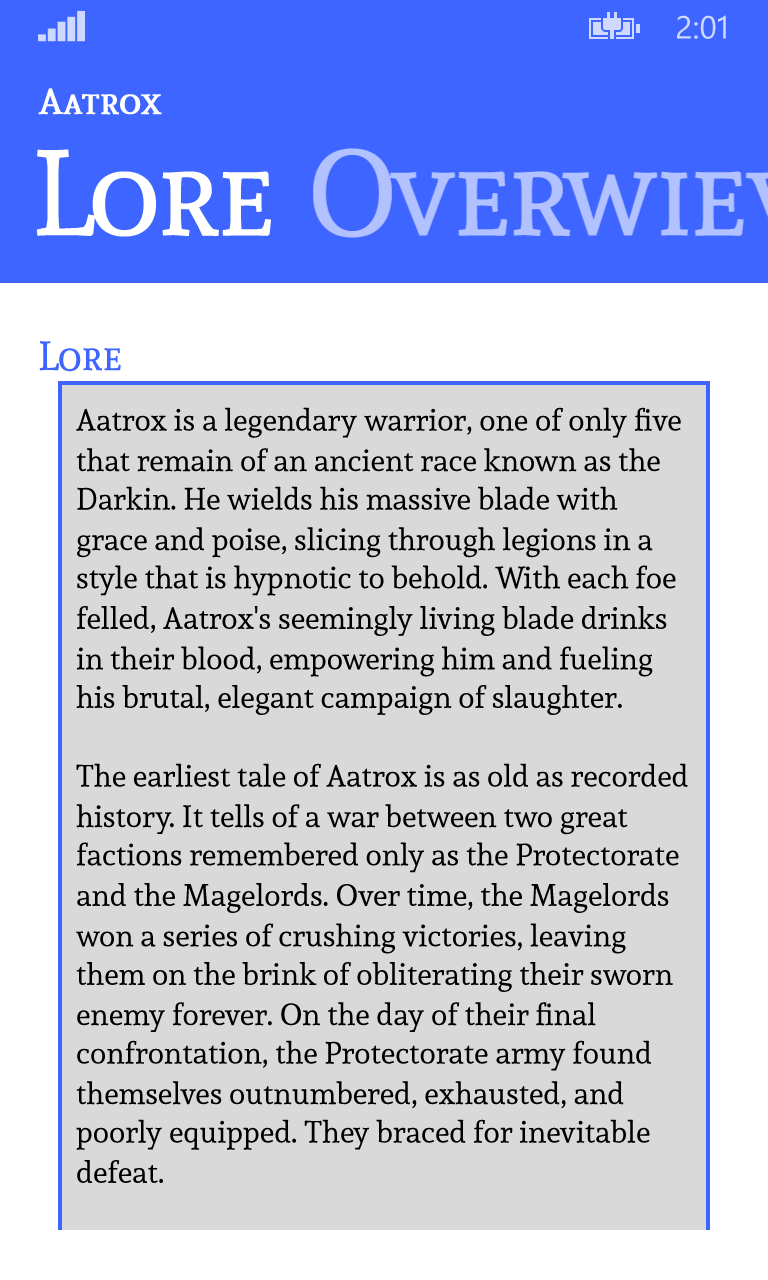 2:01
Aatrox
Lore Overwiev
Lore
Aatrox is a legendary warrior, one of only five
that remain of an ancient race known as the
Darkin. He wields his massive blade with
grace and poise, slicing through legions in a
style that is hypnotic to behold. With each foe
felled, Aatrox's seemingly living blade drinks
in their blood, empowering him and fueling
his brutal, elegant campaign of slaughter.
The earliest tale of Aatrox is as old as recorded
history. It tells of a war between two great
factions remembered only as the Protectorate
and the Magelords. Over time, the Magelords
won a series of crushing victories, leaving
them on the brink of obliterating their sworn
enemy forever. On the day of their final
confrontation, the Protectorate army found
themselves outnumbered, exhausted, and
poorly equipped. They braced for inevitable
defeat.